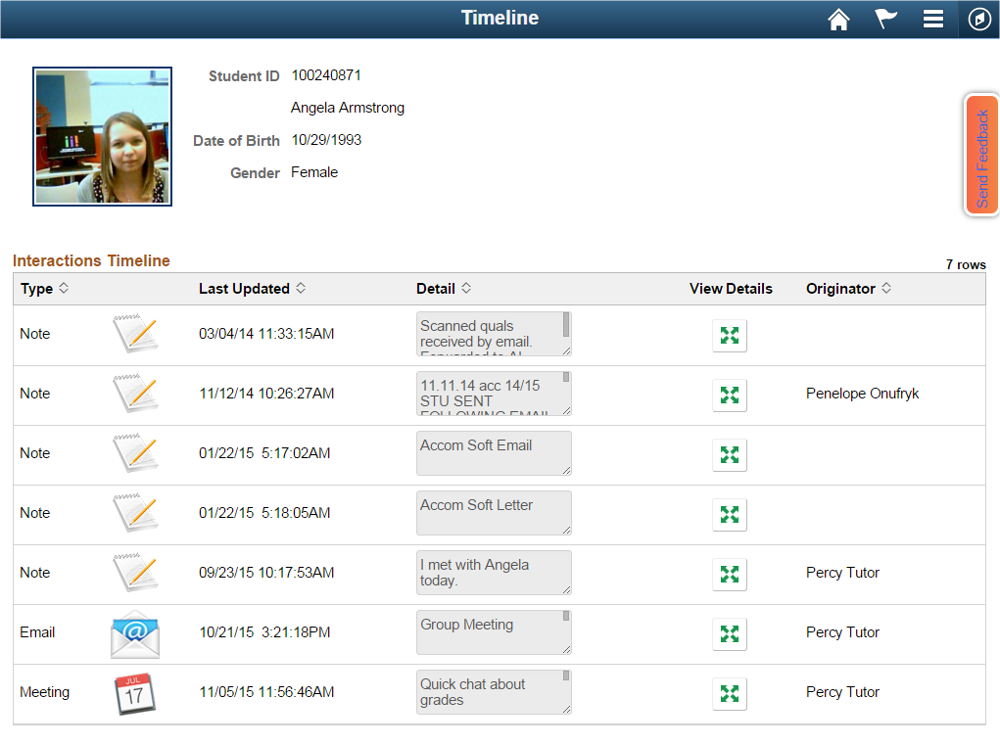 Timeline
Student ID 100240871
Angela Armstrong
Date of Birth 10/29/1993
Gender Female
Send Feedback
Interactions Timeline
7 rows
Type Last Updated Detail View Details Originator
Note 03/04/14 11:33:15AM Scanned quals
received by email.
Forwarded to
Note 11/12/14 10:26:27AM 11.11.14 acc 14/15 Penelope Onufryk
STU SENT
FOLLOWING EMAIL
Note 01/22/15 5:17:02AM Accom Soft Email
Note 01/22/15 5:18:05AM Accom Soft Letter
Note 09/23/15 10:17:53AM I met with Angela Percy Tutor
today.
Email @ 10/21/15 3:21:18PM Group Meeting Percy Tutor
Meeting JUL 17 11/05/15 11:56:46AM Quick chat about Percy Tutor
grades